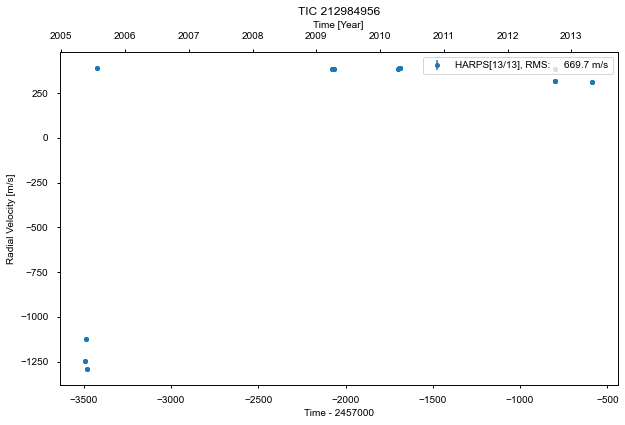 TIC 212984956
Time [Year]
2005 2006 2007 2008 2009 2010 2011 2012 2013
HARPS[13/13], RMS: 669.7 m/s
250
0
−250
−500
−750
−1000
−1250
Radial Velocity [m/s]
−3500 −3000 −2500 −2000 −1500 −1000 −500
Time - 2457000